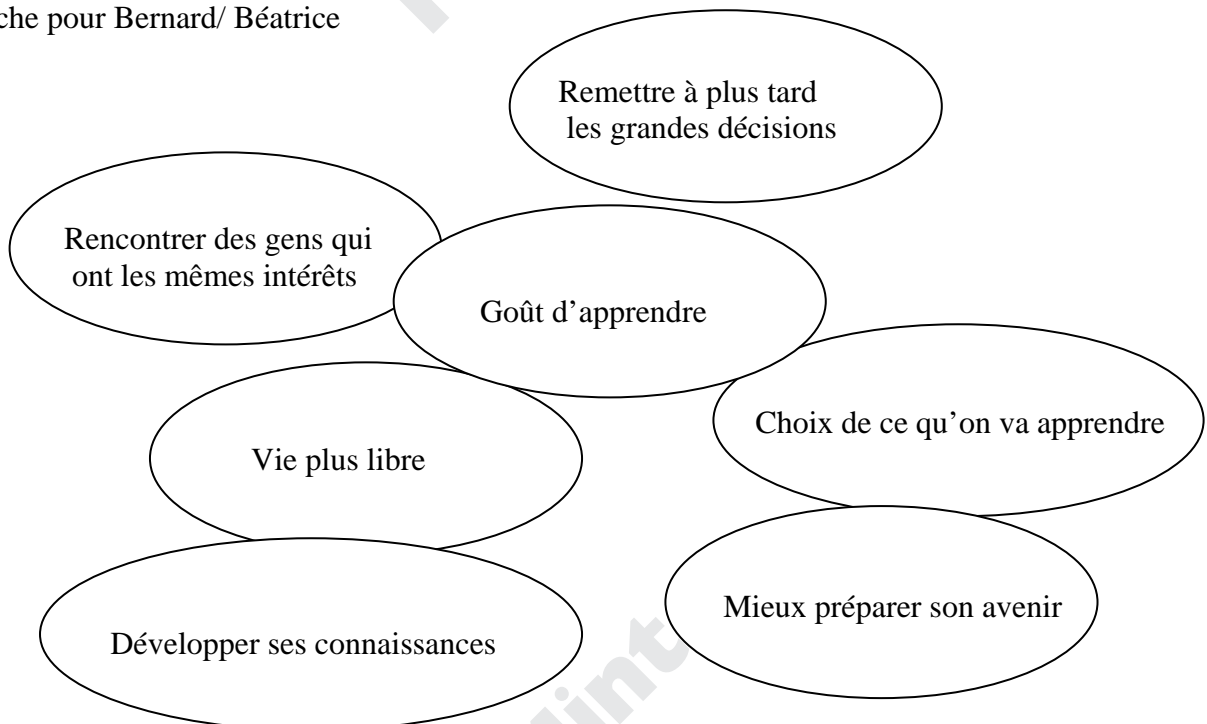 che pour Bernard/ Béatrice
Remettre à plus tard
les grandes décisions
Rencontrer des gens qui
ont les mêmes intérêts
Goût d’apprendre
Choix de ce qu’on va apprendre
Vie plus libre
Mieux préparer son avenir
Développer ses connaissances